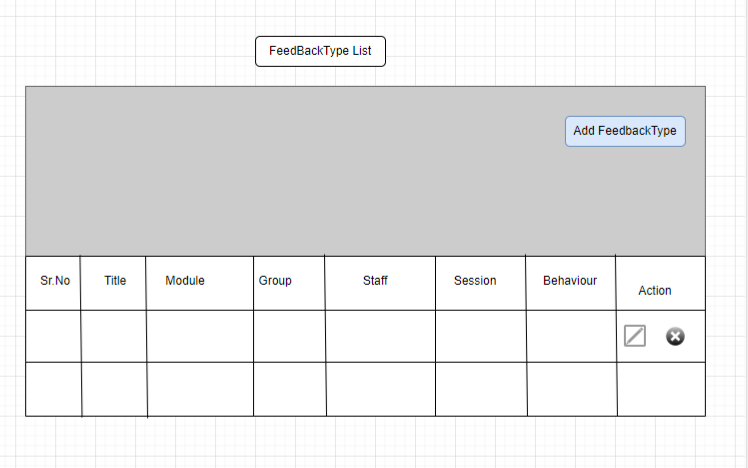 FeedBackType List
Add FeedbackType
Sr.No Title Module Group Staff Session Behaviour Action